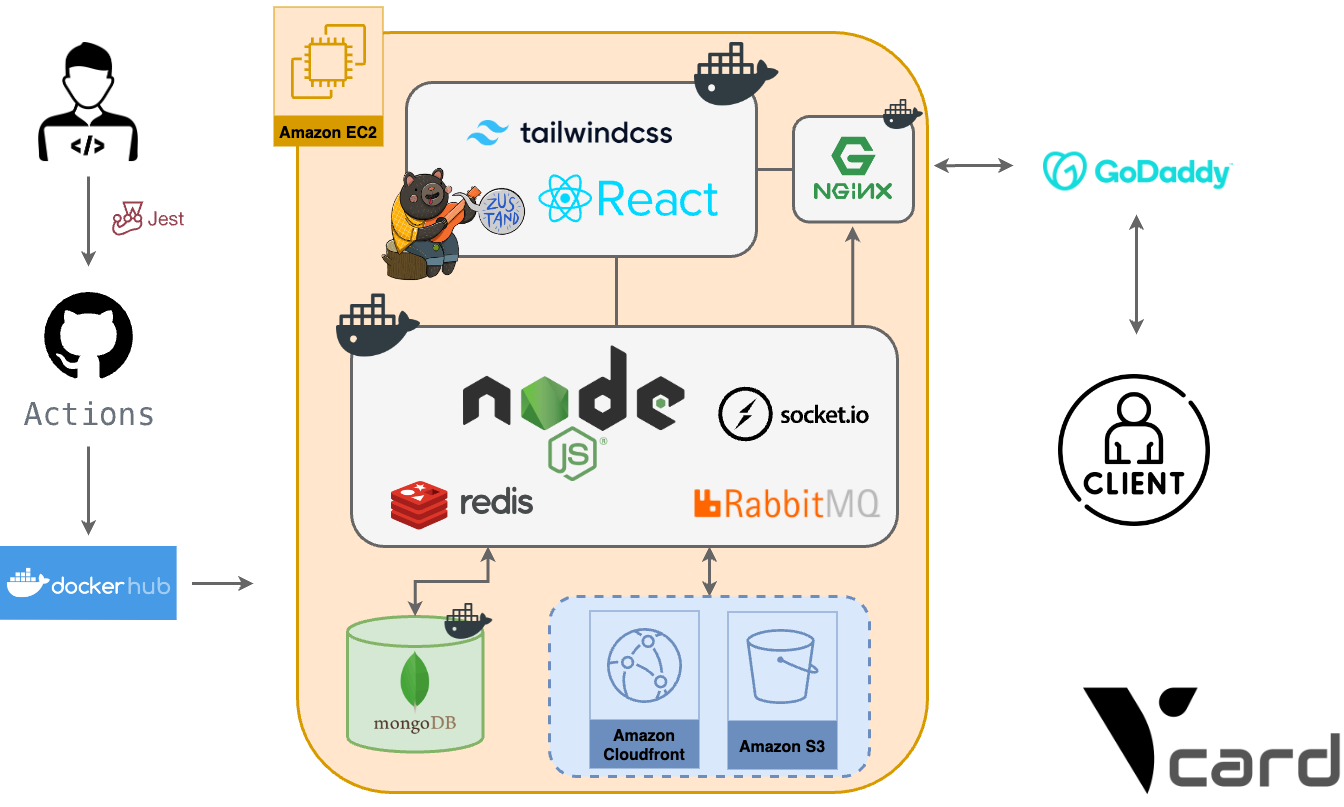 Amazon EC2
tailwindcss
NGINX
GoDaddy
</>
Jest
ZUS
TAND
React
Actions
node
JS®
socket.io
redis
RabbitMQ
CLIENT
docker hub
mongoDB
Amazon
Cloudfront
Amazon S3
Vcard